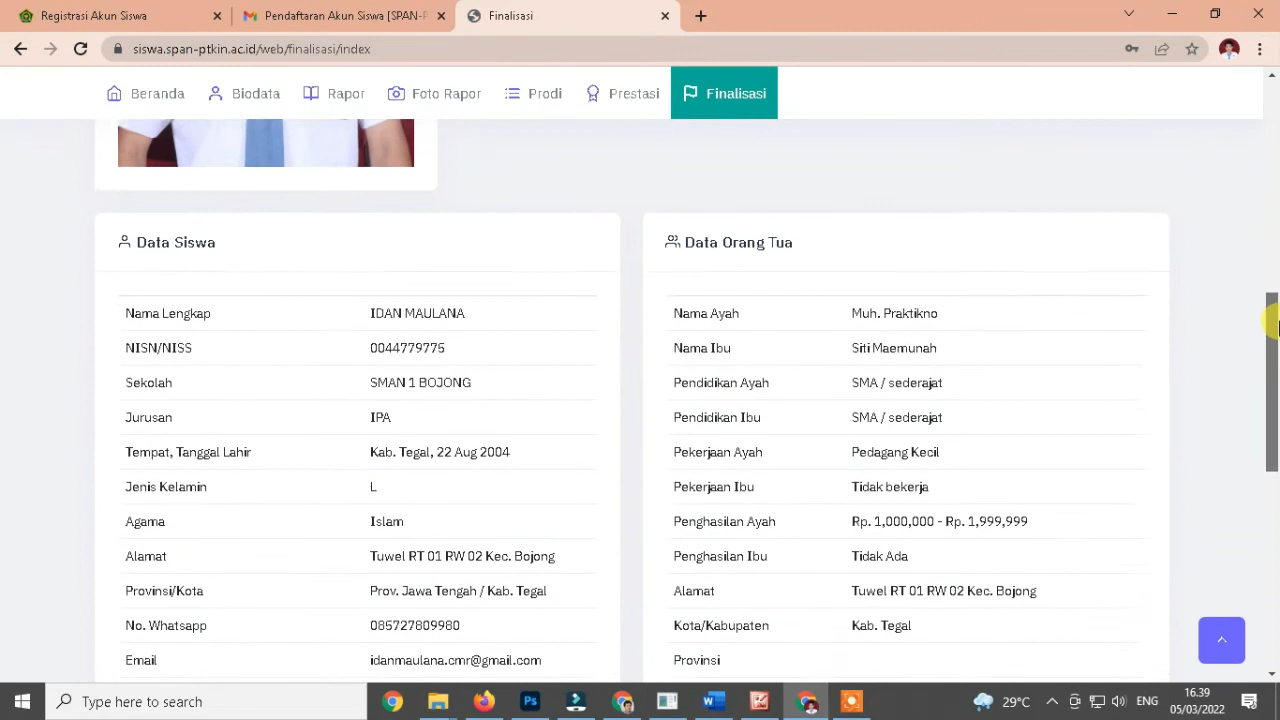 Registrasi Akun Siswa
Pendaftaran Akun Siswa [SPAN-P
Finalisasi
siswa.span-ptkin.ac.id/web/finalisasi/index
Beranda
Biodata
Rapor
Foto Rapor
Prodi
Prestasi
Finalisasi
Data Siswa
Nama Lengkap IDAN MAULANA
NISN/NISS 0044779775
Sekolah SMAN 1 BOJONG
Jurusan IPA
Tempat, Tanggal Lahir Kab. Tegal, 22 Aug 2004
Jenis Kelamin L
Agama Islam
Alamat Tuwel RT 01 RW 02 Kec. Bojong
Provinsi/Kota Prov. Jawa Tengah / Kab. Tegal
No. Whatsapp 085727809980
Email idanmaulana.cmr@gmail.com
Data Orang Tua
Nama Ayah Muh. Praktikno
Nama Ibu Siti Maemunah
Pendidikan Ayah SMA / sederajat
Pendidikan Ibu SMA / sederajat
Pekerjaan Ayah Pedagang Kecil
Pekerjaan Ibu Tidak bekerja
Penghasilan Ayah Rp. 1,000,000 - Rp. 1,999,999
Penghasilan Ibu Tidak Ada
Alamat Tuwel RT 01 RW 02 Kec. Bojong
Kota/Kabupaten Kab. Tegal
Provinsi
Type here to search
Ps
W
29°C
ENG
16.39
05/03/2022